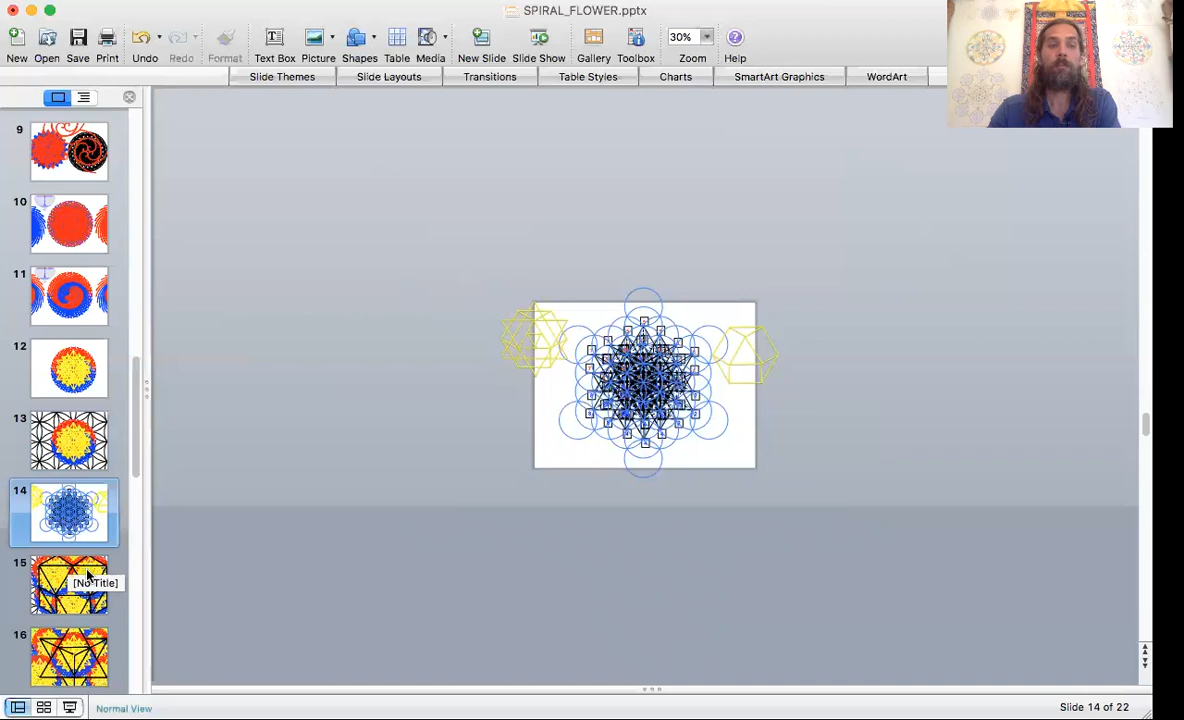 SPIRAL_FLOWER.pptx
New Open Save Print Undo Redo Format Text Box Picture Shapes Table Media New Slide Slide Show Gallery Toolbox 30% Zoom Help
Slide Themes Slide Layouts Transitions Table Styles Charts SmartArt Graphics WordArt
9
10
11
12
13
14
15
[No Title]
16
Normal View Slide 14 of 22